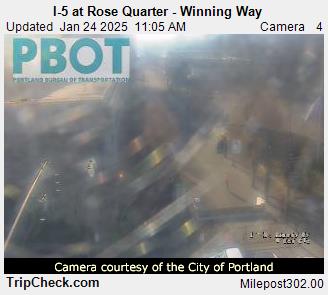 I-5 at Rose Quarter - Winning Way
Updated Jan 24 2025 11:05 AM Camera 4
PBOT
PORTLAND BUREAU OF TRANSPORTATION
Camera courtesy of the City of Portland
TripCheck.com Milepost302.00